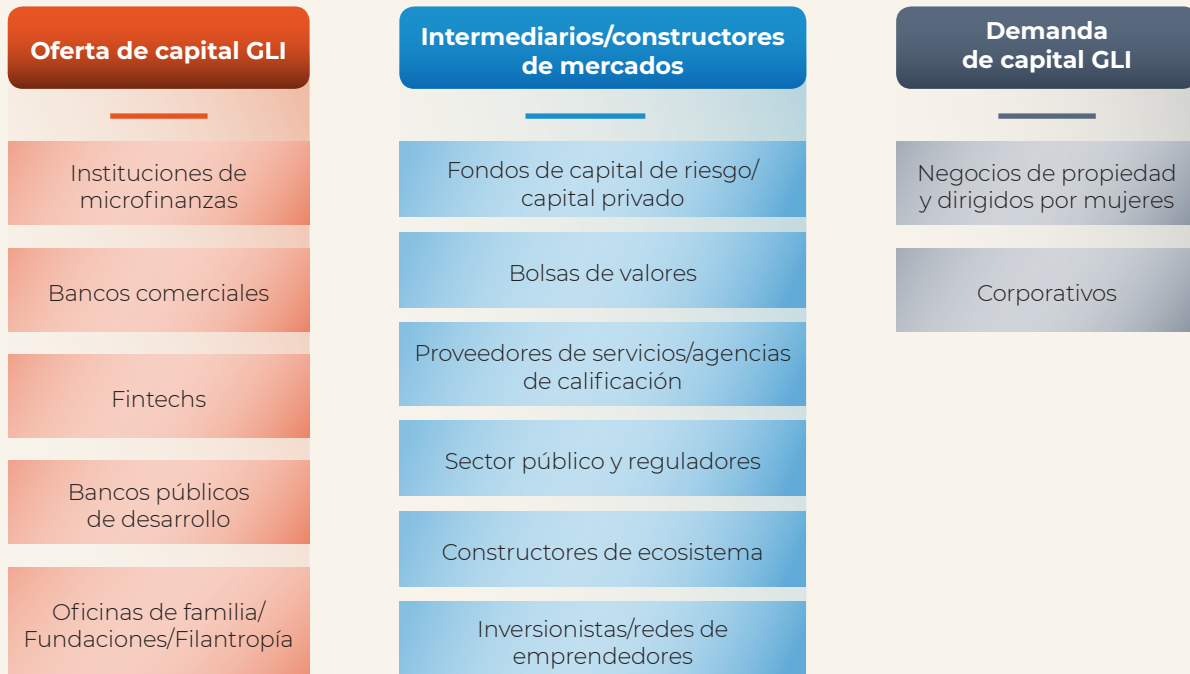 Oferta de capital GLI
Instituciones de
microfinanzas
Bancos comerciales
Fintechs
Bancos públicos
de desarrollo
Oficinas de familia/
Fundaciones/Filantropía
Intermediarios/constructores
de mercados
Fondos de capital de riesgo/
capital privado
Bolsas de valores
Proveedores de servicios/agencias
de calificación
Sector público y reguladores
Constructores de ecosistema
Inversionistas/redes de
emprendedores
Demanda
de capital GLI
Negocios de propiedad
y dirigidos por mujeres
Corporativos